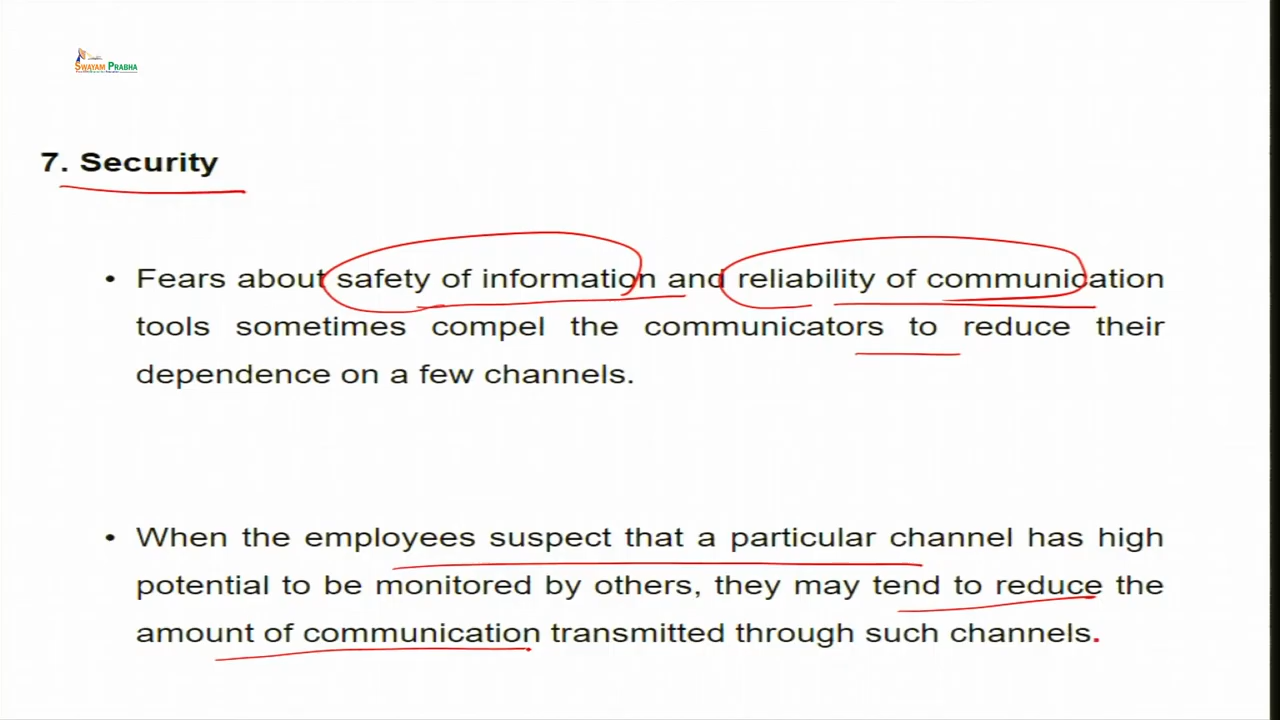 SWAYAM PRABHA
7. Security
• Fears about safety of information and reliability of communication
tools sometimes compel the communicators to reduce their
dependence on a few channels.
• When the employees suspect that a particular channel has high
potential to be monitored by others, they may tend to reduce the
amount of communication transmitted through such channels.